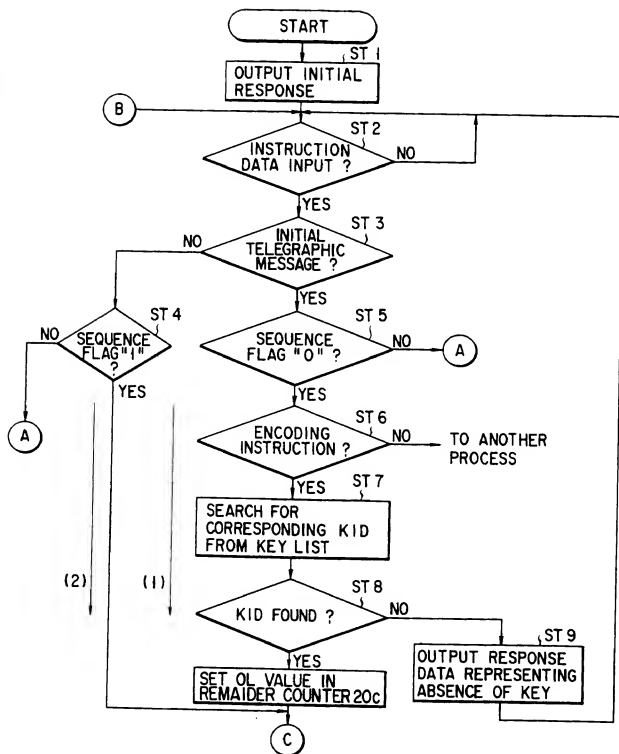 START
ST 1
OUTPUT INITIAL
RESPONSE
B
ST 2
INSTRUCTION
DATA INPUT ?
NO
YES
ST 3
INITIAL
TELEGRAPHIC
MESSAGE ?
NO
YES
ST 4
SEQUENCE
FLAG "1"
?
NO
YES
A
ST 5
SEQUENCE
FLAG "0" ?
NO
A
YES
ST 6
ENCODING
INSTRUCTION ?
NO
TO ANOTHER
PROCESS
YES
ST 7
SEARCH FOR
CORRESPONDING KID
FROM KEY LIST
(2)
(1)
ST 8
KID FOUND ?
NO
YES
ST 9
OUTPUT RESPONSE
DATA REPRESENTING
ABSENCE OF KEY
SET OL VALUE IN
REMAIDER COUNTER 20c
C